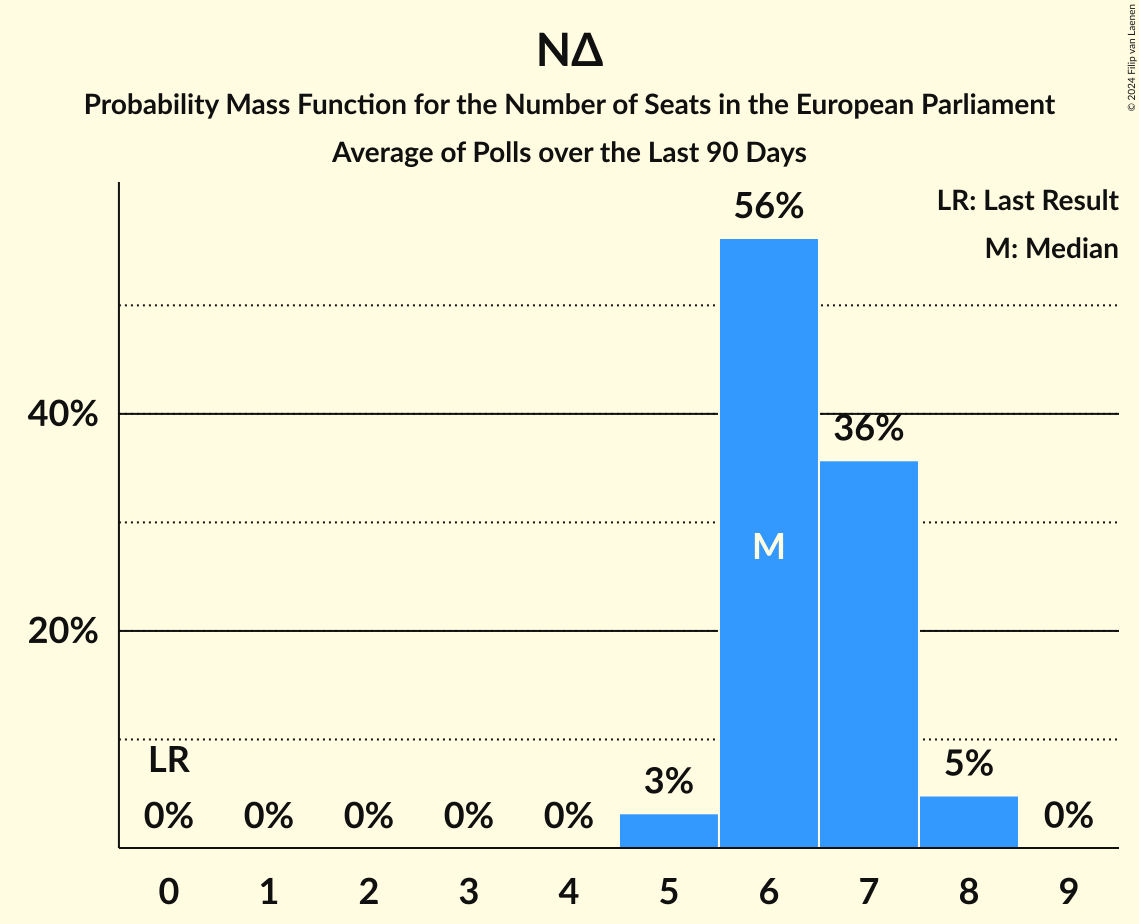 NΔ
Probability Mass Function for the Number of Seats in the European Parliament
Average of Polls over the Last 90 Days
© 2024 Filip van Laenen
LR: Last Result
M: Median
56%
40%
36%
M
20%
LR
0% 0% 0% 0% 0% 3% 5% 0%
0 1 2 3 4 5 6 7 8 9